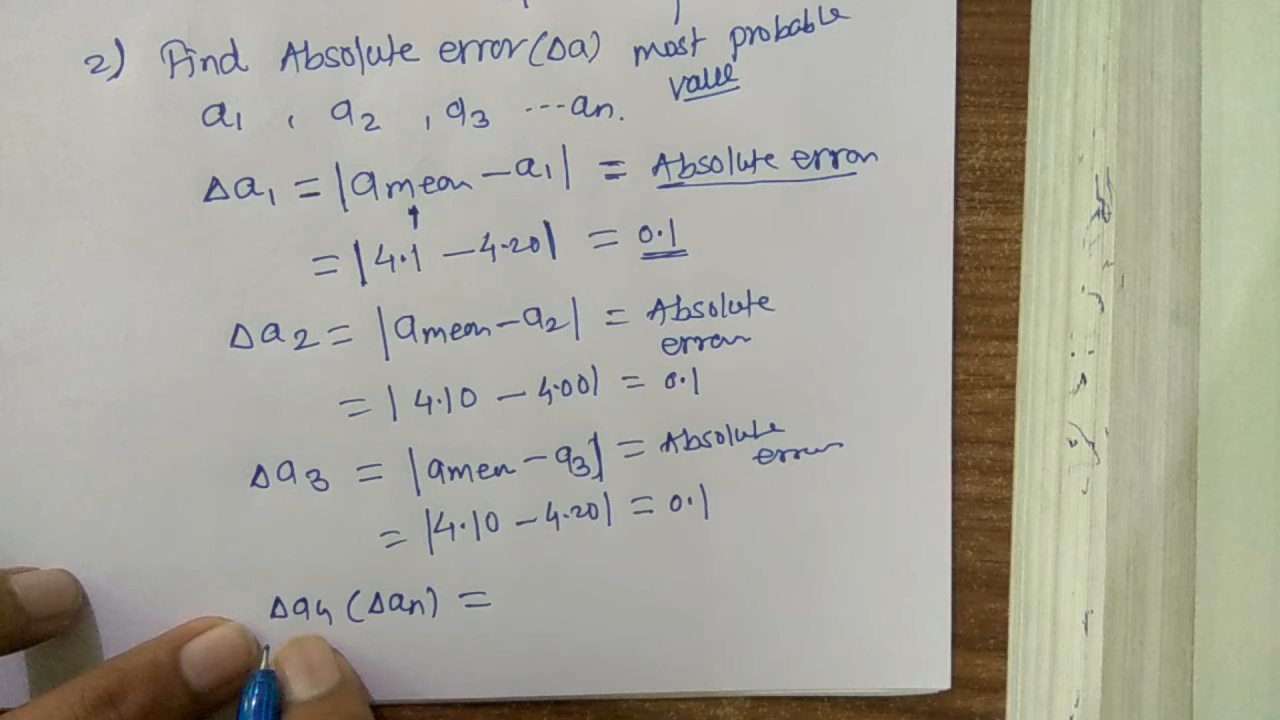 2) Find Absolute error (Δa) most probable value
a1 , a2 , a3 ---an.
Δa1 = |amean - a1| = Absolute error
= |4.1 - 4.20| = 0.1
Δa2 = |amean - a2| = Absolute error
= |4.10 - 4.00| = 0.1
Δa3 = |amen - a3| = Absolute error
= |4.10 - 4.20| = 0.1
Δa4 (Δan) =